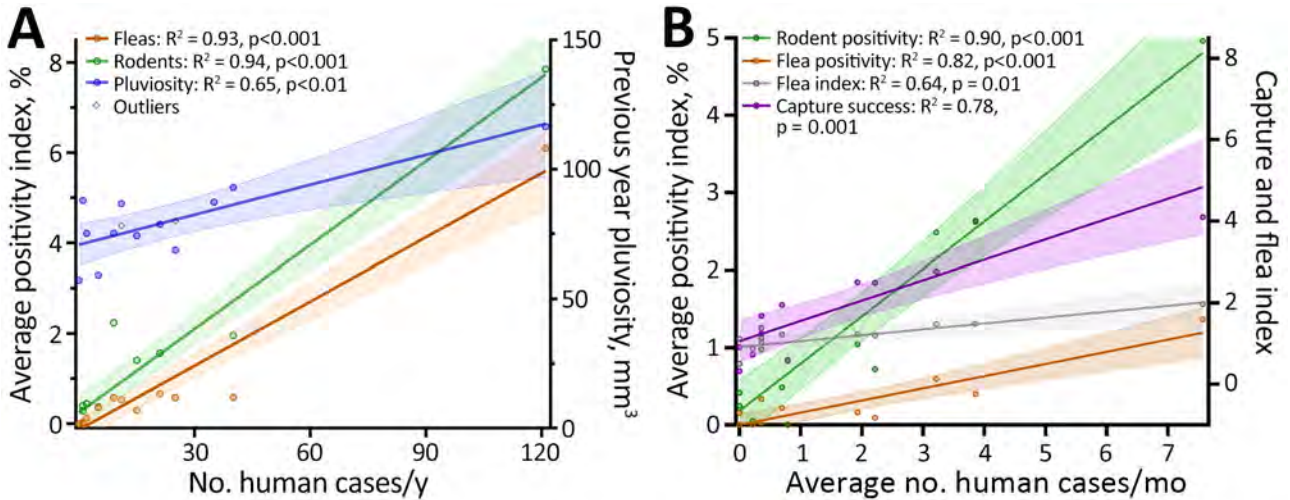 A
Fleas: R² = 0.93, p<0.001
Rodents: R² = 0.94, p<0.001
Pluviosity: R² = 0.65, p<0.01
Outliers
Average positivity index, %
8
6
4
2
0
30
60
90
120
No. human cases/y
150
100
50
0
Previous year pluviosity, mm³
B
Rodent positivity: R² = 0.90, p<0.001
Flea positivity: R² = 0.82, p<0.001
Flea index: R² = 0.64, p = 0.01
Capture success: R² = 0.78,
p = 0.001
Average positivity index, %
5
4
3
2
1
0
0
1
2
3
4
5
6
7
Average no. human cases/mo
8
6
4
2
0
Capture and flea index